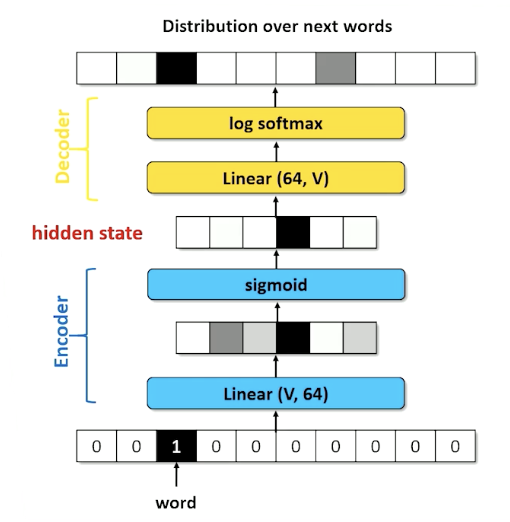 Distribution over next words
Decoder
log softmax
Linear (64, V)
hidden state
Encoder
sigmoid
Linear (V, 64)
0 0 1 0 0 0 0 0 0 0
word